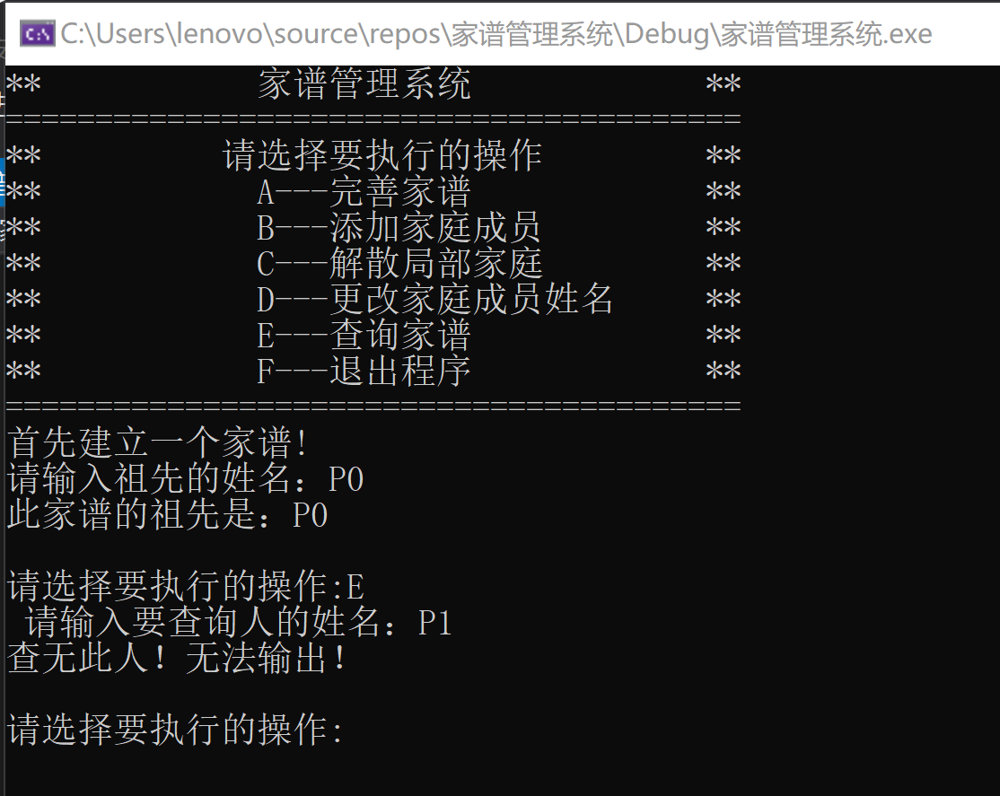 C:\Users\lenovo\source\repos\家谱管理系统\Debug\家谱管理系统.exe
** 家谱管理系统 **
=========================================
** 请选择要执行的操作 **
** A---完善家谱 **
** B---添加家庭成员 **
** C---解散局部家庭 **
** D---更改家庭成员姓名 **
** E---查询家谱 **
** F---退出程序 **
=========================================
首先建立一个家谱!
请输入祖先的姓名：P0
此家谱的祖先是：P0
请选择要执行的操作:E
请输入要查询人的姓名：P1
查无此人！无法输出！
请选择要执行的操作: